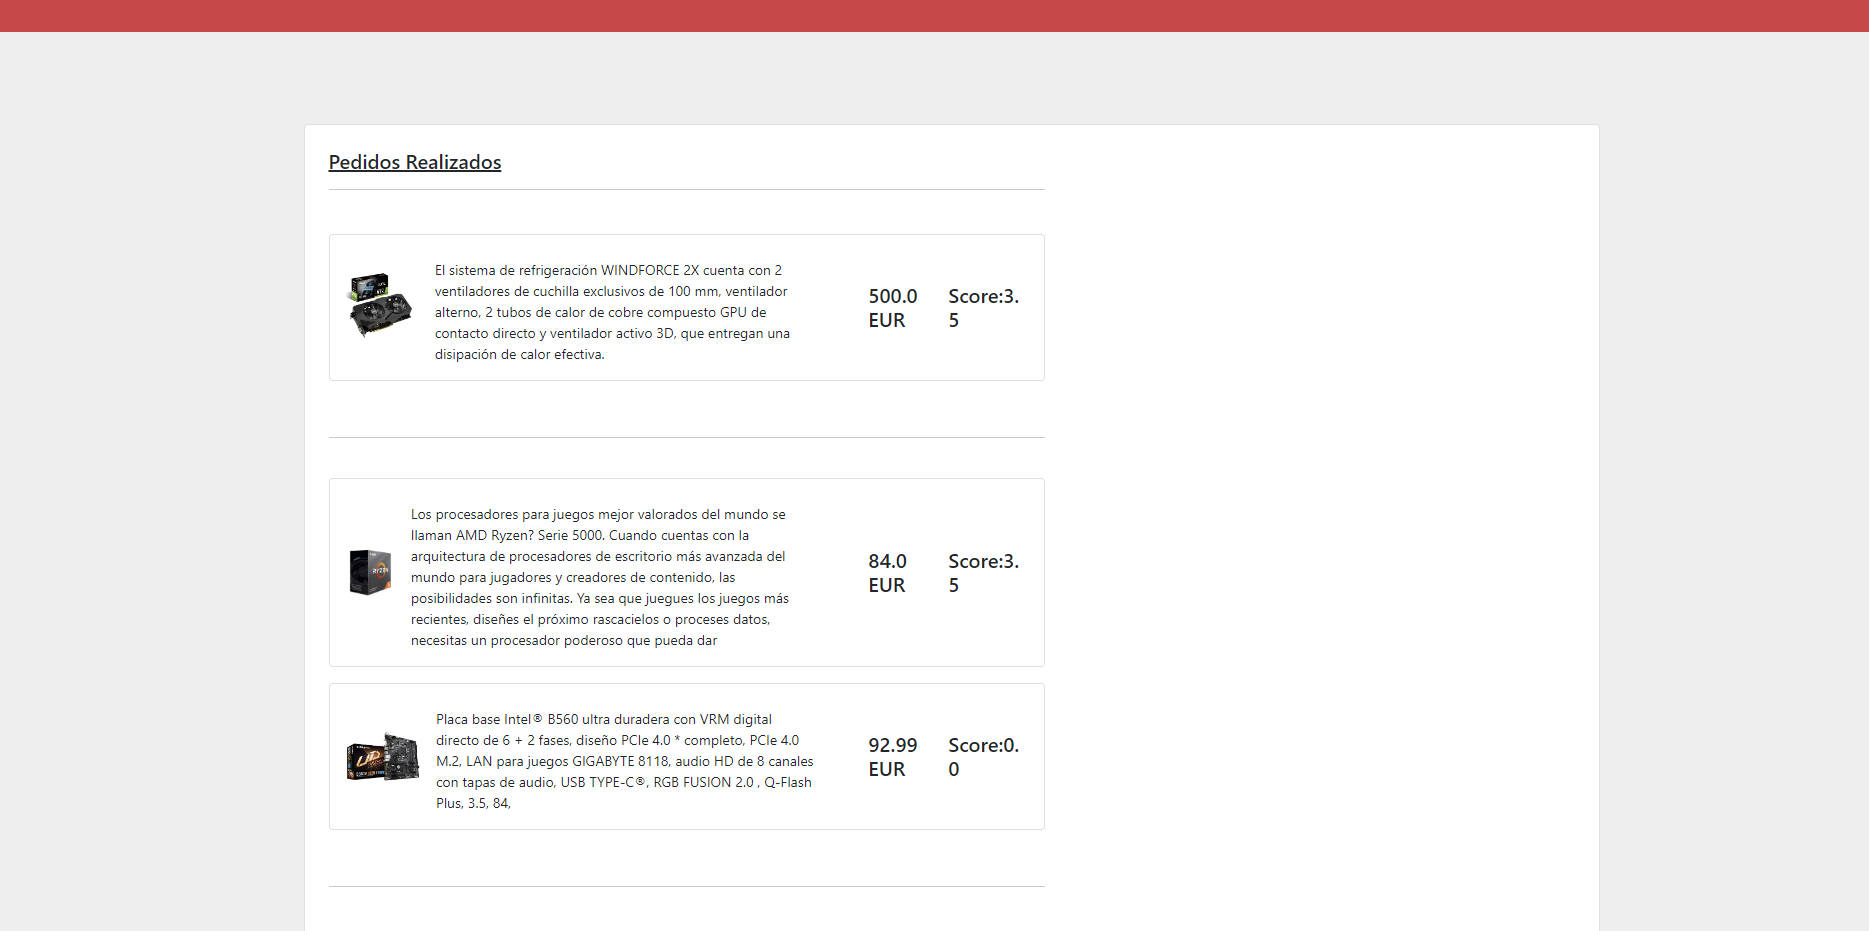 Pedidos Realizados
El sistema de refrigeración WINDFORCE 2X cuenta con 2
ventiladores de cuchilla exclusivos de 100 mm, ventilador
alterno, 2 tubos de calor de cobre compuesto GPU de
contacto directo y ventilador activo 3D, que entregan una
disipación de calor efectiva.
500.0
EUR
Score:3.
5
Los procesadores para juegos mejor valorados del mundo se
llaman AMD Ryzen? Serie 5000. Cuando cuentas con la
arquitectura de procesadores de escritorio más avanzada del
mundo para jugadores y creadores de contenido, las
posibilidades son infinitas. Ya sea que juegues los juegos más
recientes, diseñes el próximo rascacielos o proceses datos,
necesitas un procesador poderoso que pueda dar
RYZEN
84.0
EUR
Score:3.
5
Placa base Intel® B560 ultra duradera con VRM digital
directo de 6 + 2 fases, diseño PCIe 4.0 * completo, PCIe 4.0
M.2, LAN para juegos GIGABYTE 8118, audio HD de 8 canales
con tapas de audio, USB TYPE-C®, RGB FUSION 2.0 , Q-Flash
Plus, 3.5, 84,
92.99
EUR
Score:0.
0